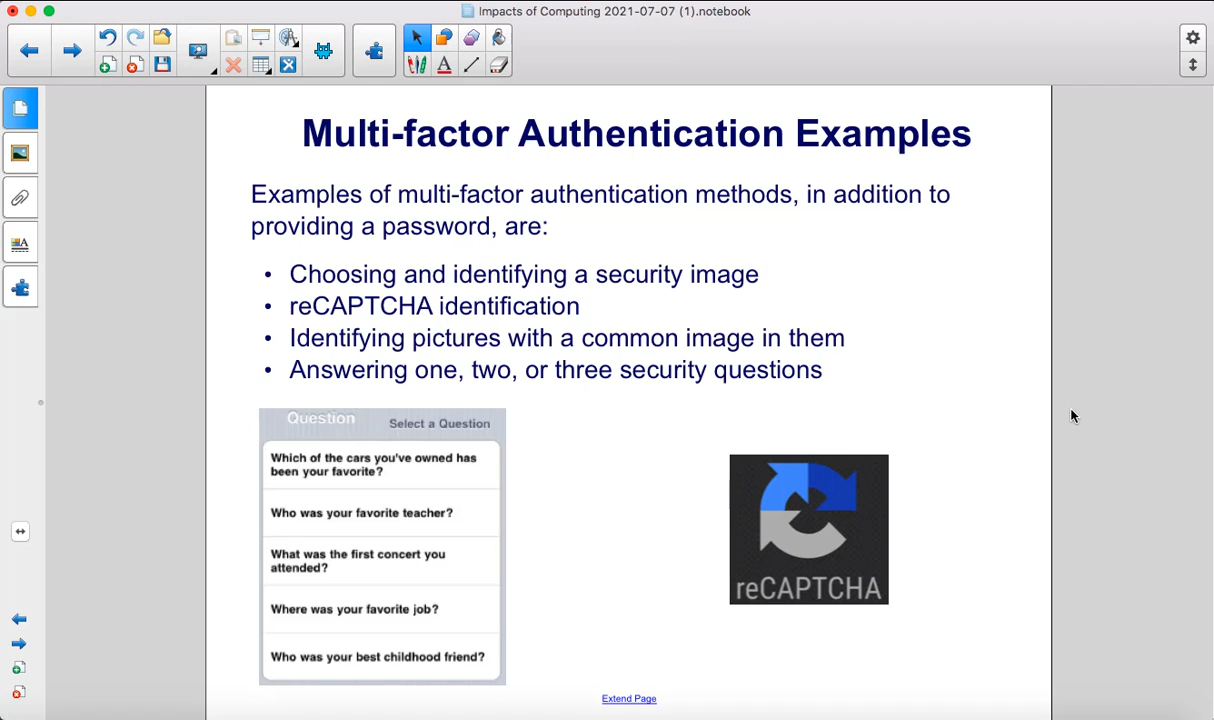 Impacts of Computing 2021-07-07 (1).notebook
Multi-factor Authentication Examples
Examples of multi-factor authentication methods, in addition to
providing a password, are:
• Choosing and identifying a security image
• reCAPTCHA identification
• Identifying pictures with a common image in them
• Answering one, two, or three security questions
Question Select a Question
Which of the cars you've owned has
been your favorite?
Who was your favorite teacher?
What was the first concert you
attended?
Where was your favorite job?
Who was your best childhood friend?
reCAPTCHA
Extend Page